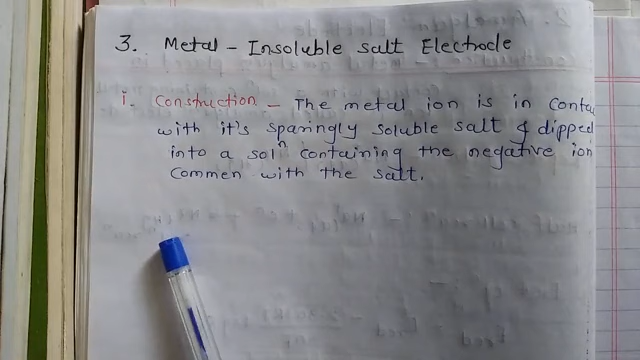 3. Metal - Insoluble salt Electrode
i. Construction - The metal ion is in conta
with it's sparingly soluble salt & dipped
into a solⁿ containing the negative ion
commen with the salt.